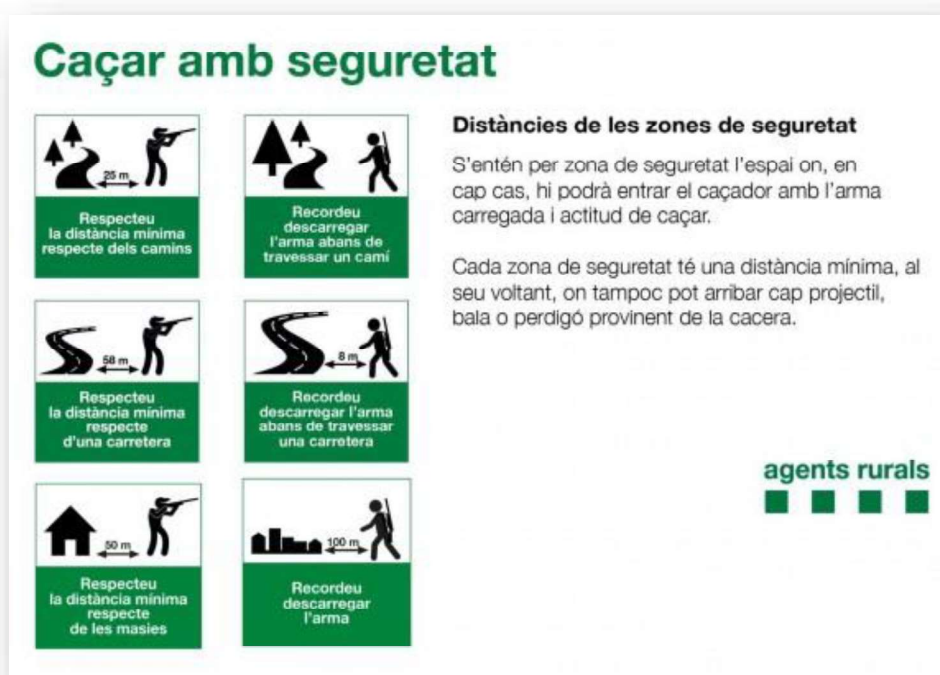 Caçar amb seguretat
25 m
Respecteu
la distància mínima
respecte dels camins
Recordeu
descarregar
l'arma abans de
travessar un camí
58 m
Respecteu
la distància mínima
respecte
d'una carretera
8 m
Recordeu
descarregar l'arma
abans de travessar
una carretera
50 m
Respecteu
la distància mínima
respecte
de les masies
100 m
Recordeu
descarregar
l'arma
Distàncies de les zones de seguretat
S'entén per zona de seguretat l'espai on, en
cap cas, hi podrà entrar el caçador amb l'arma
carregada i actitud de caçar.
Cada zona de seguretat té una distància mínima, al
seu voltant, on tampoc pot arribar cap projectil,
bala o perdigó provinent de la cacera.
agents rurals